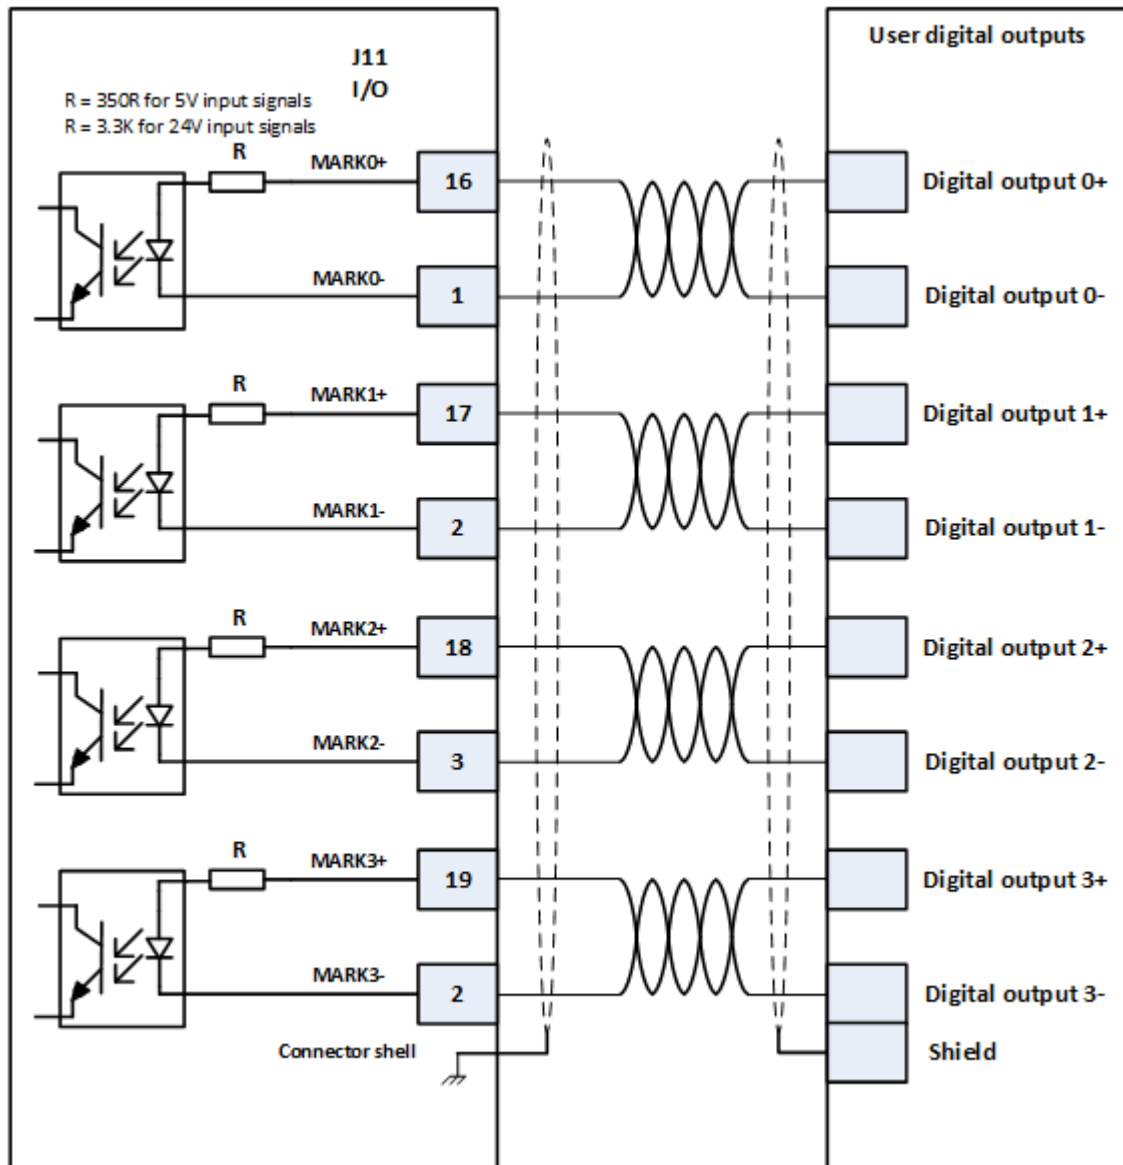 User digital outputs
J11
I/O
R = 350R for 5V input signals
R = 3.3K for 24V input signals
R
MARK0+
16
Digital output 0+
MARK0-
1
Digital output 0-
R
MARK1+
17
Digital output 1+
MARK1-
2
Digital output 1-
R
MARK2+
18
Digital output 2+
MARK2-
3
Digital output 2-
R
MARK3+
19
Digital output 3+
MARK3-
2
Digital output 3-
Connector shell
Shield